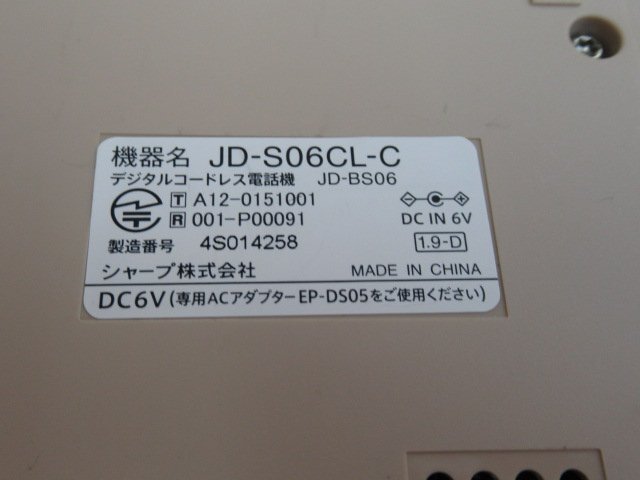 機器名 JD-S06CL-C
デジタルコードレス電話機 JD-BS06
T A12-0151001
R 001-P00091
DC IN 6V
製造番号 4S014258
1.9-D
シャープ株式会社
MADE IN CHINA
DC6V(専用ACアダプターEP-DS05をご使用ください)